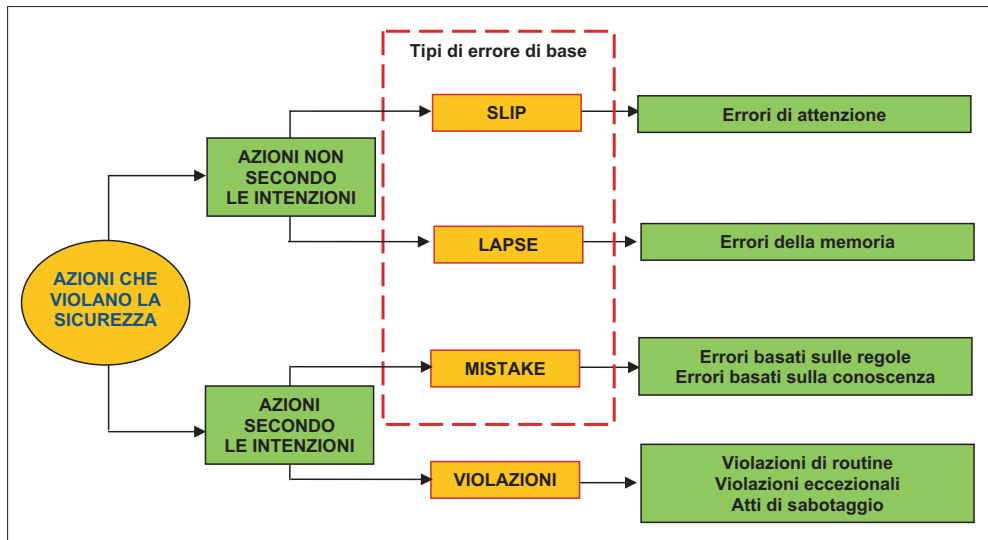 Tipi di errore di base
SLIP
Errori di attenzione
AZIONI NON
SECONDO
LE INTENZIONI
LAPSE
Errori della memoria
AZIONI CHE
VIOLANO LA
SICUREZZA
MISTAKE
Errori basati sulle regole
Errori basati sulla conoscenza
AZIONI
SECONDO
LE INTENZIONI
VIOLAZIONI
Violazioni di routine
Violazioni eccezionali
Atti di sabotaggio